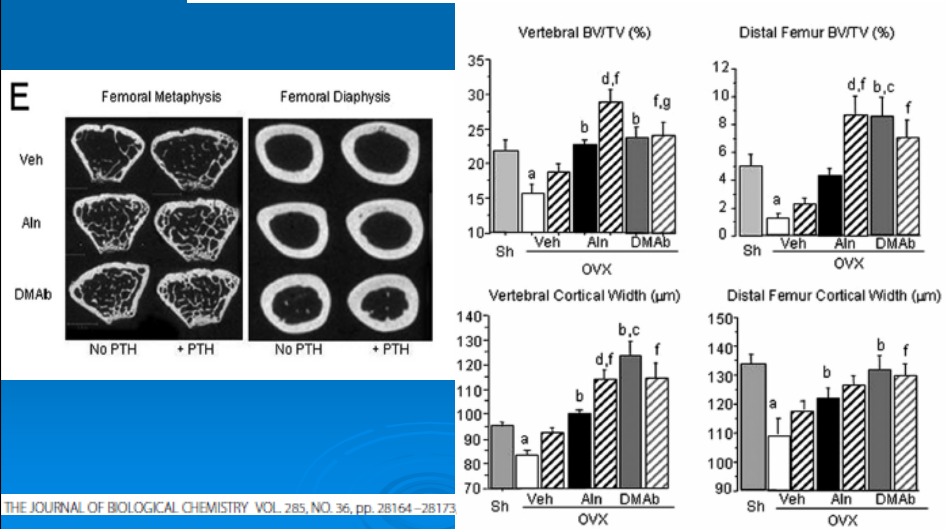 E
Femoral Metaphysis Femoral Diaphysis
Veh
Aln
DMAb
No PTH + PTH No PTH + PTH
THE JOURNAL OF BIOLOGICAL CHEMISTRY VOL. 285, NO. 36, pp. 28164–28173
Vertebral BV/TV (%)
35
30
25
20
15
10
a
b
d,f
b
f,g
Sh Veh Aln DMAb
OVX
Distal Femur BV/TV (%)
12
10
8
6
4
2
0
a
d,f
b,c
f
Sh Veh Aln DMAb
OVX
Vertebral Cortical Width (µm)
140
130
120
110
100
90
80
70
a
b
d,f
b,c
f
Sh Veh Aln DMAb
OVX
Distal Femur Cortical Width (µm)
150
140
130
120
110
100
90
a
b
b
f
Sh Veh Aln DMAb
OVX